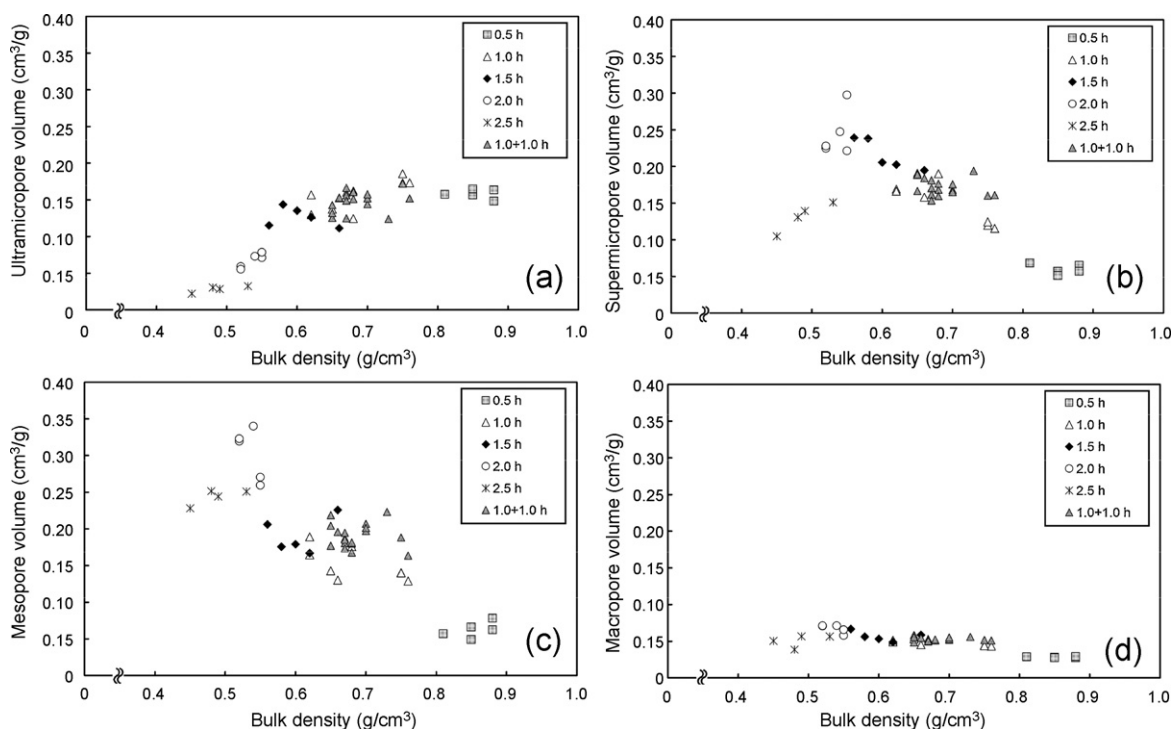 0.40
0.35
0.30
0.25
0.20
0.15
0.10
0.15
0
Ultramicropore volume (cm³/g)
0.5 h
1.0 h
1.5 h
2.0 h
2.5 h
1.0+1.0 h
(a)
0 0.4 0.5 0.6 0.7 0.8 0.9 1.0
Bulk density (g/cm³)
0.40
0.35
0.30
0.25
0.20
0.15
0.10
0.15
0
Supermicropore volume (cm³/g)
0.5 h
1.0 h
1.5 h
2.0 h
2.5 h
1.0+1.0 h
(b)
0 0.4 0.5 0.6 0.7 0.8 0.9 1.0
Bulk density (g/cm³)
0.40
0.35
0.30
0.25
0.20
0.15
0.10
0.15
0
Mesopore volume (cm³/g)
0.5 h
1.0 h
1.5 h
2.0 h
2.5 h
1.0+1.0 h
(c)
0 0.4 0.5 0.6 0.7 0.8 0.9 1.0
Bulk density (g/cm³)
0.40
0.35
0.30
0.25
0.20
0.15
0.10
0.15
0
Macropore volume (cm³/g)
0.5 h
1.0 h
1.5 h
2.0 h
2.5 h
1.0+1.0 h
(d)
0 0.4 0.5 0.6 0.7 0.8 0.9 1.0
Bulk density (g/cm³)